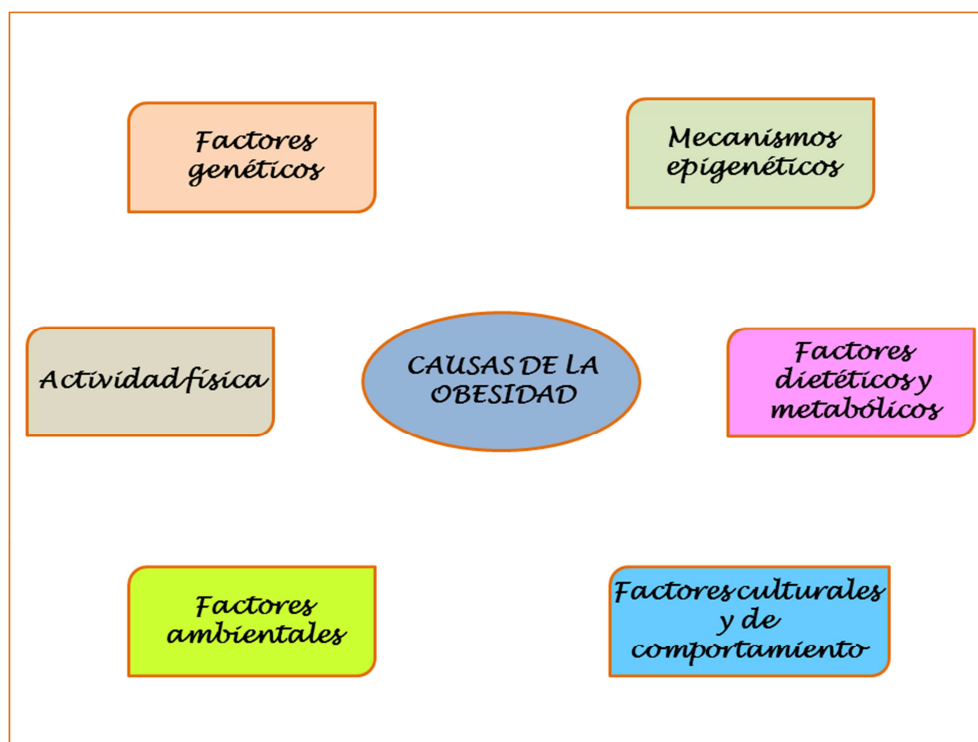 Factores
genéticos
Mecanismos
epigenéticos
Actividad física
CAUSAS DE LA
OBESIDAD
Factores
dietéticos y
metabólicos
Factores
ambientales
Factores culturales
y de
comportamiento